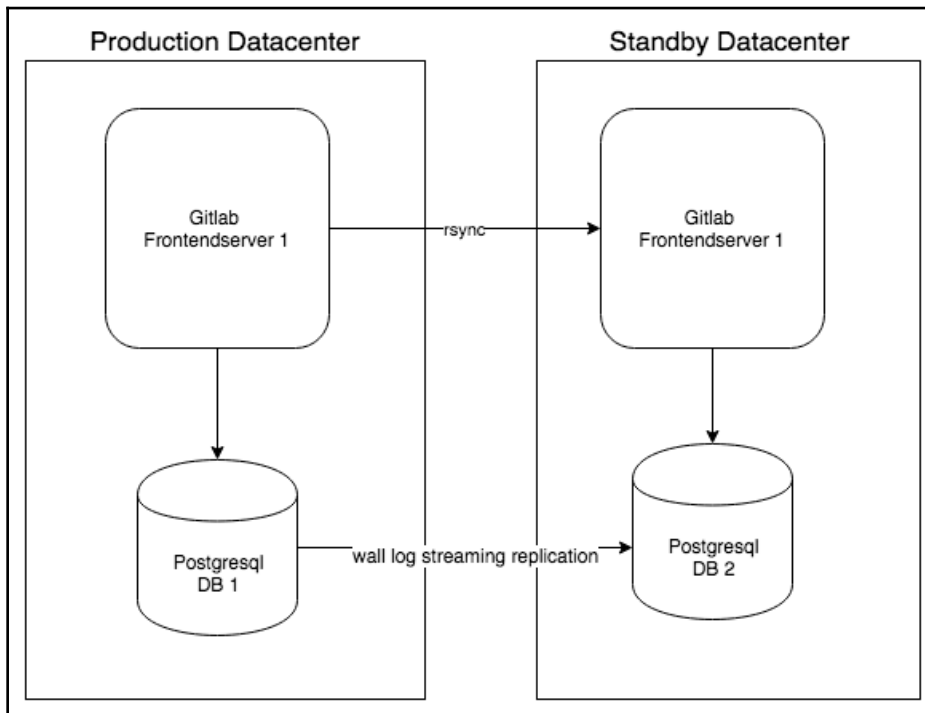 Production Datacenter
Standby Datacenter
Gitlab
Frontendserver 1
rsync
Gitlab
Frontendserver 1
Postgresql
DB 1
wall log streaming replication
Postgresql
DB 2